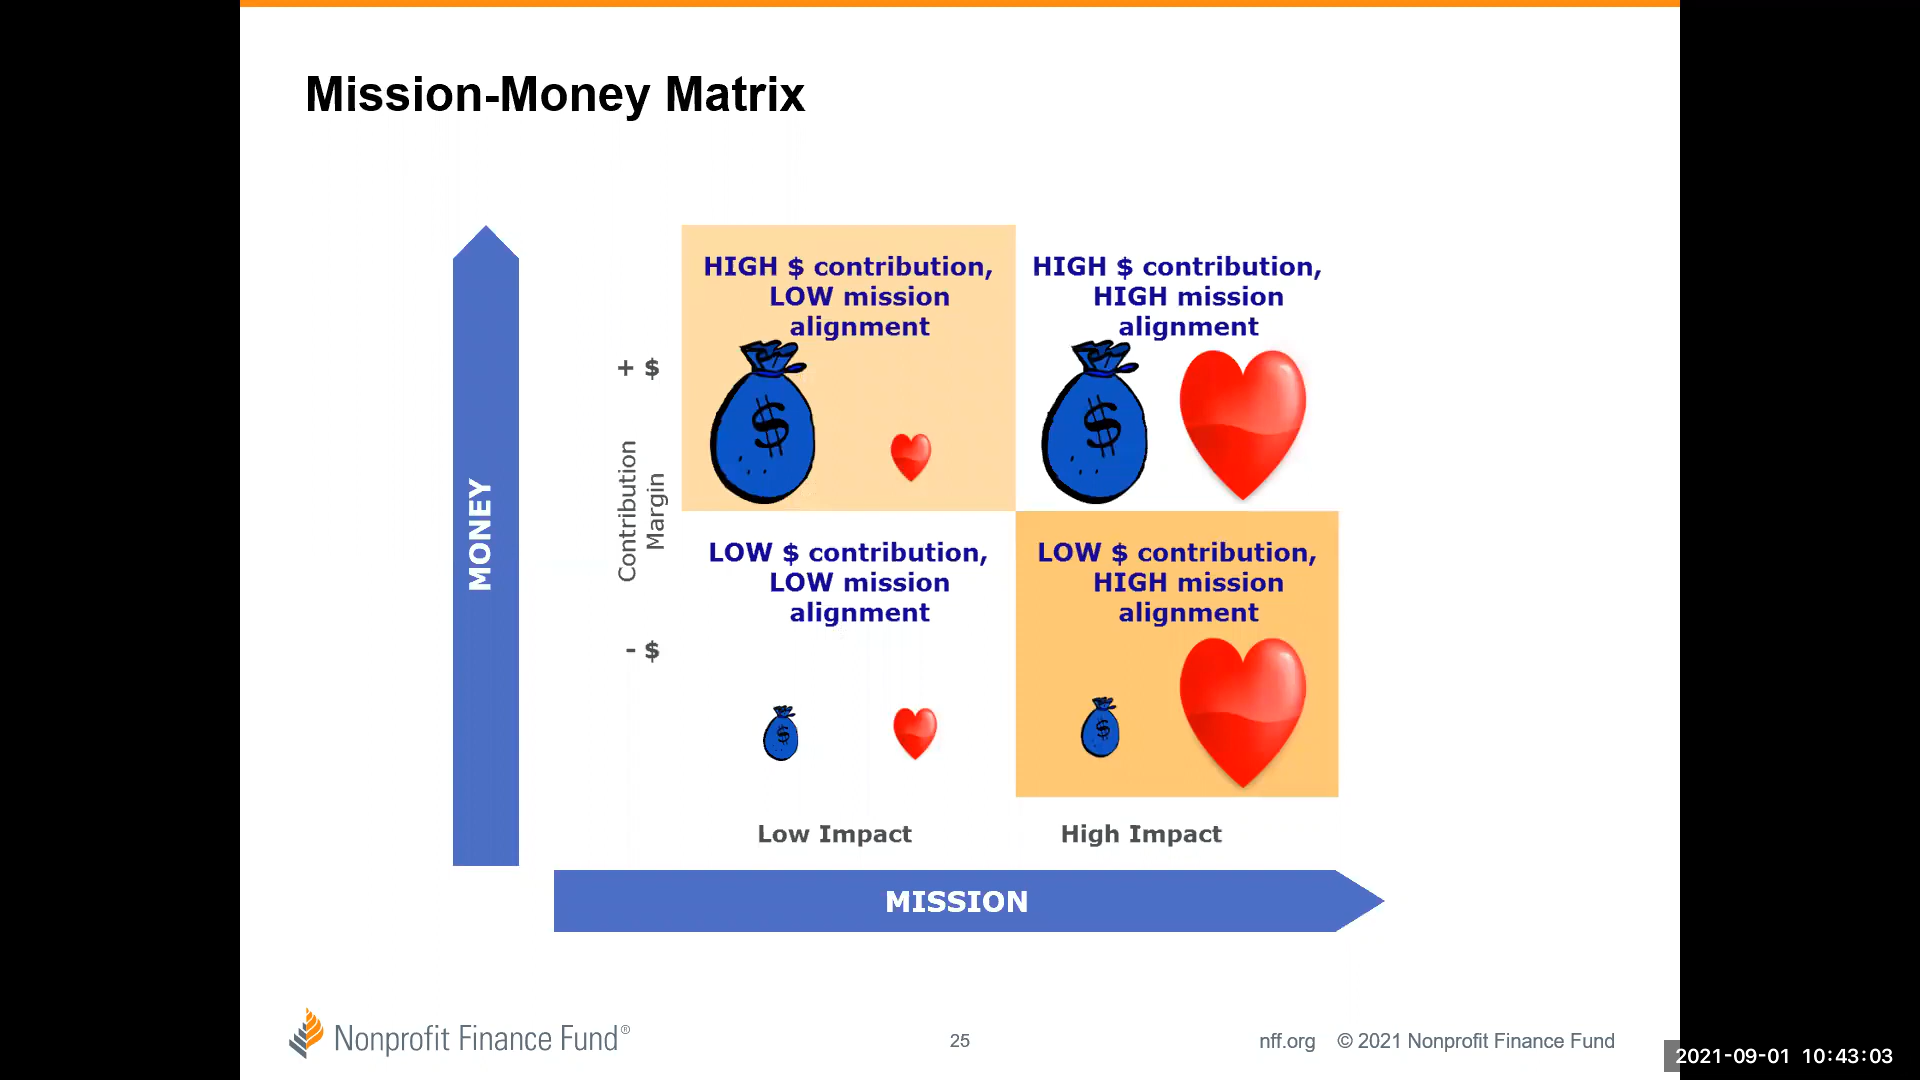 Mission-Money Matrix
MONEY
+ $
Contribution
Margin
- $
HIGH $ contribution,
LOW mission
alignment
$
HIGH $ contribution,
HIGH mission
alignment
$
LOW $ contribution,
LOW mission
alignment
$
LOW $ contribution,
HIGH mission
alignment
$
Low Impact
High Impact
MISSION
Nonprofit Finance Fund®
25
nff.org © 2021 Nonprofit Finance Fund
2021-09-01 10:43:03